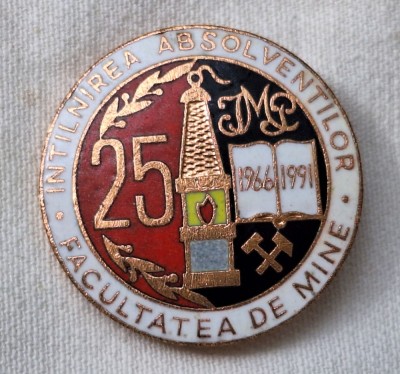 INTILNIREA ABSOLVENTILOR
FACULTATEA DE MINE
25
IMP
1966 1991